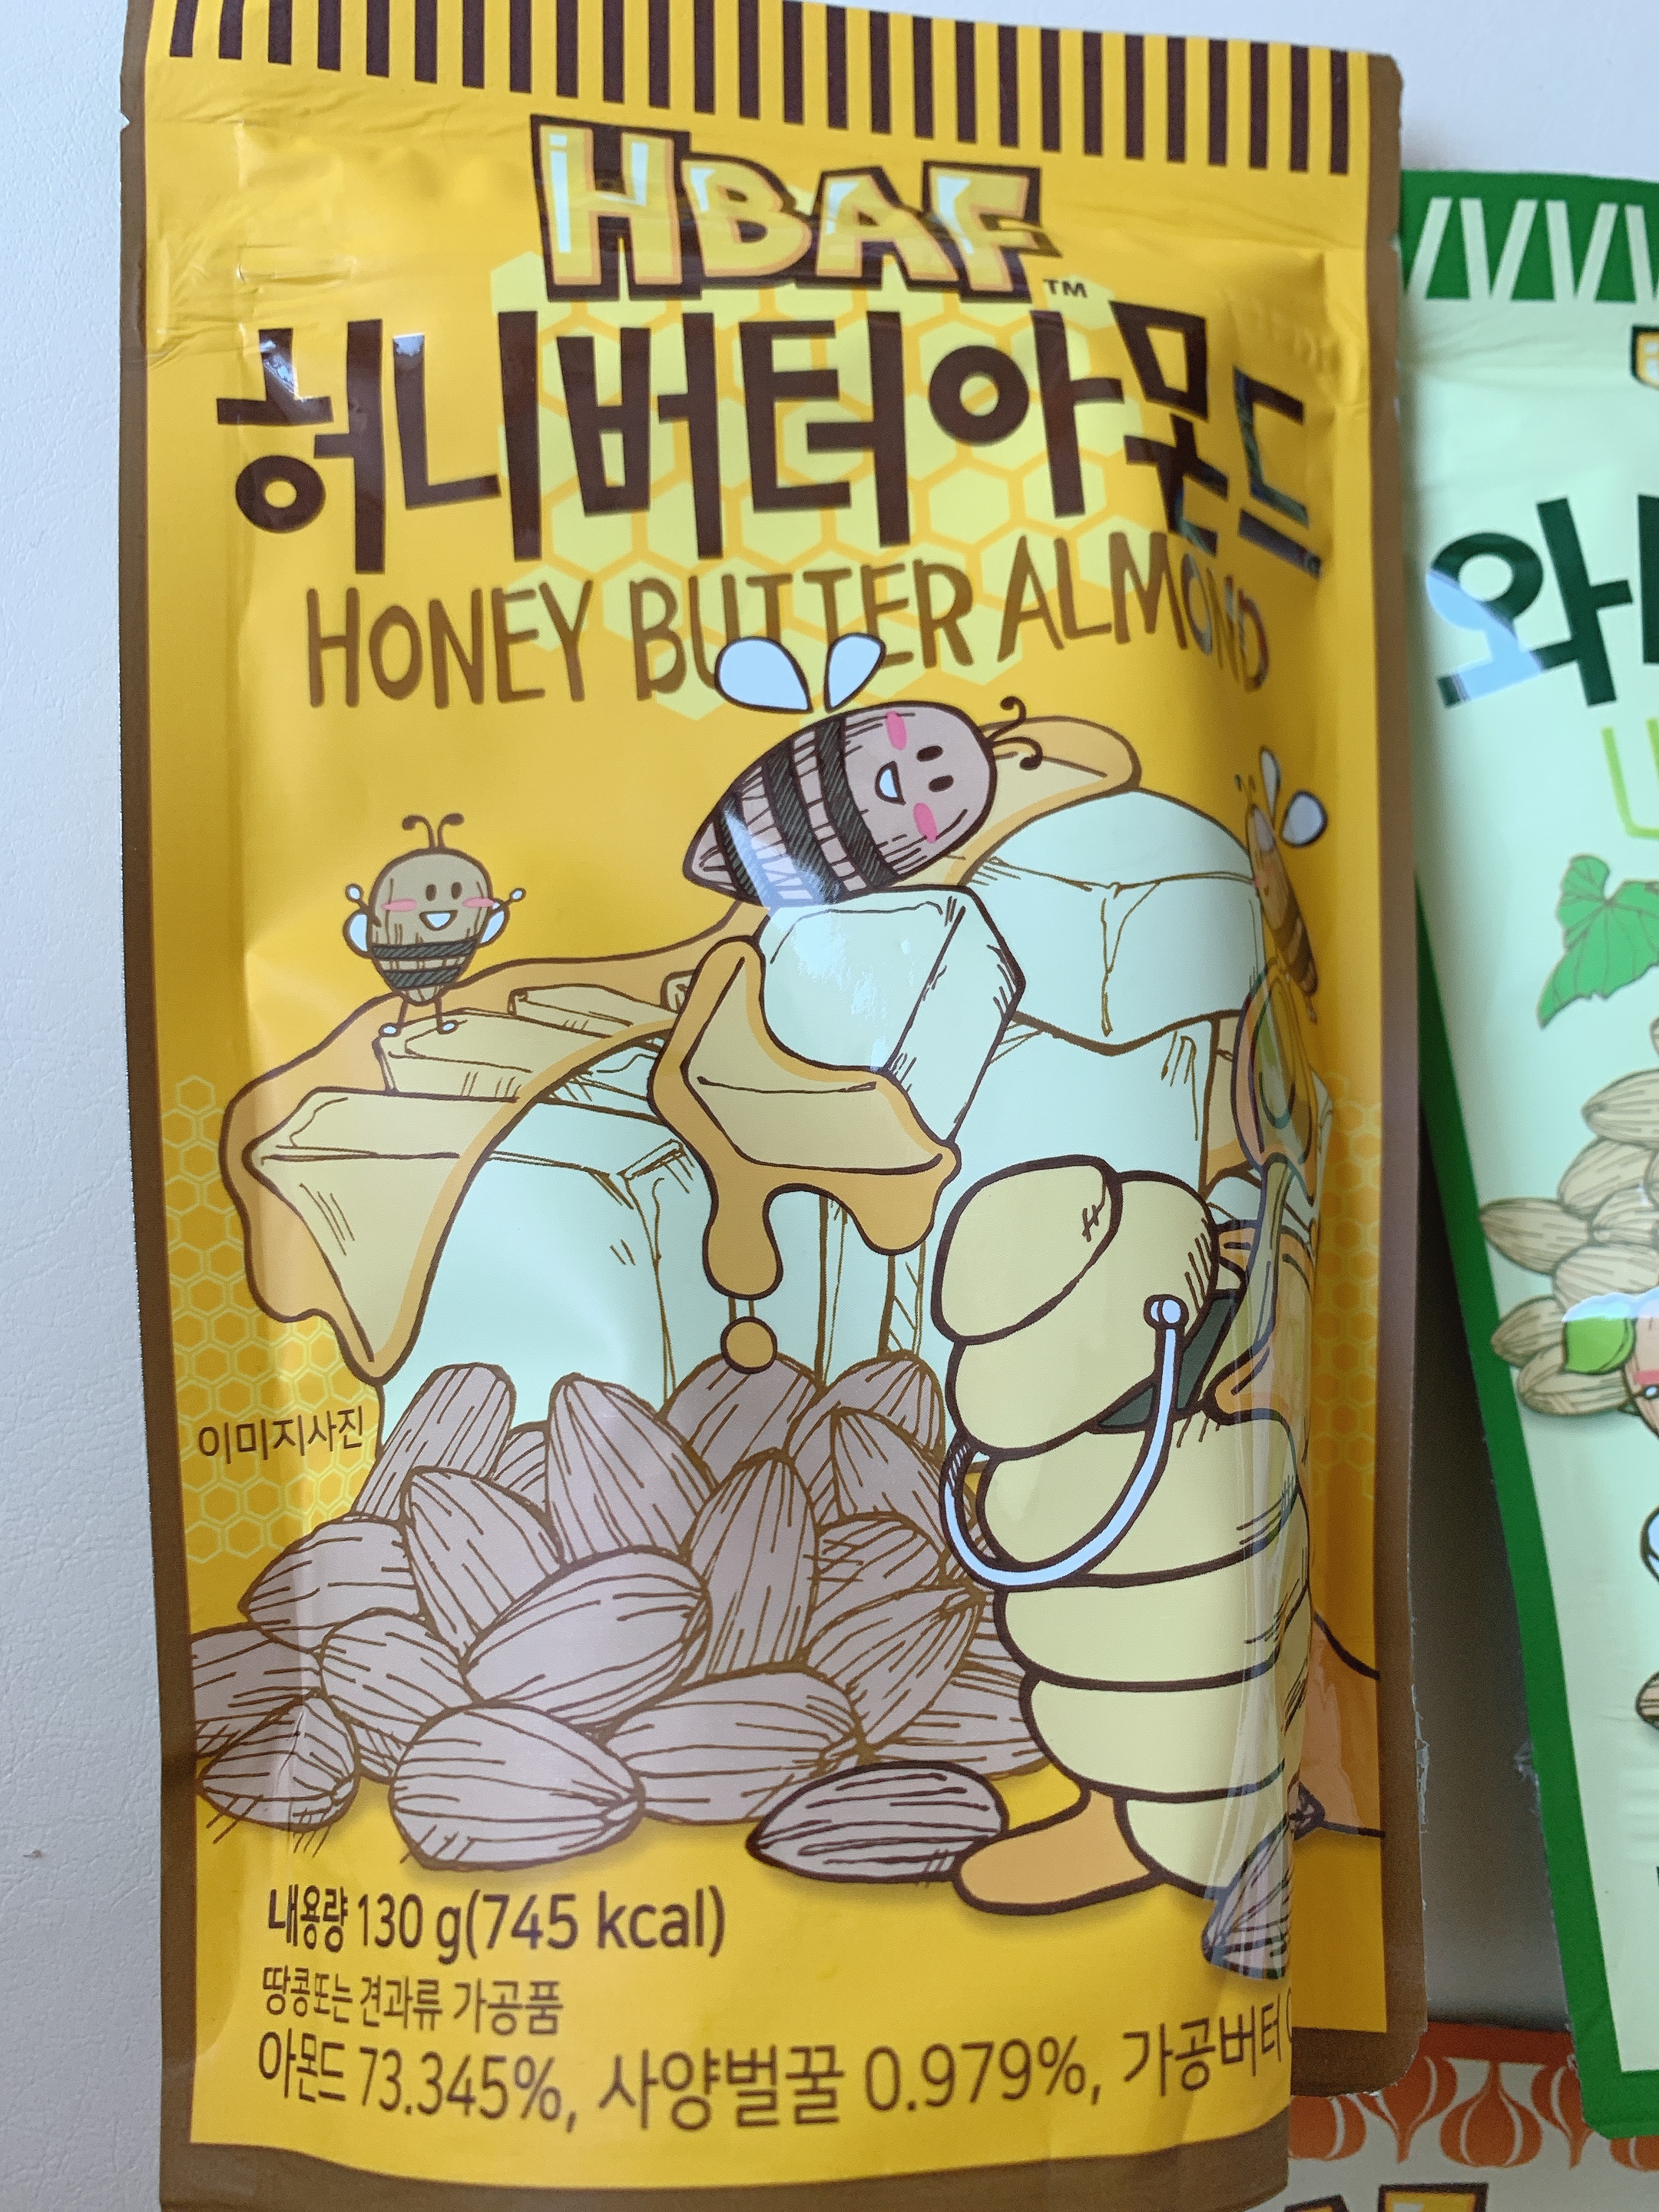 HBAF™
허니버터아몬드
HONEY BUTTER ALMOND
이미지사진
내용량 130 g(745 kcal)
땅콩또는 견과류 가공품
아몬드 73.345%, 사양벌꿀 0.979%, 가공버터